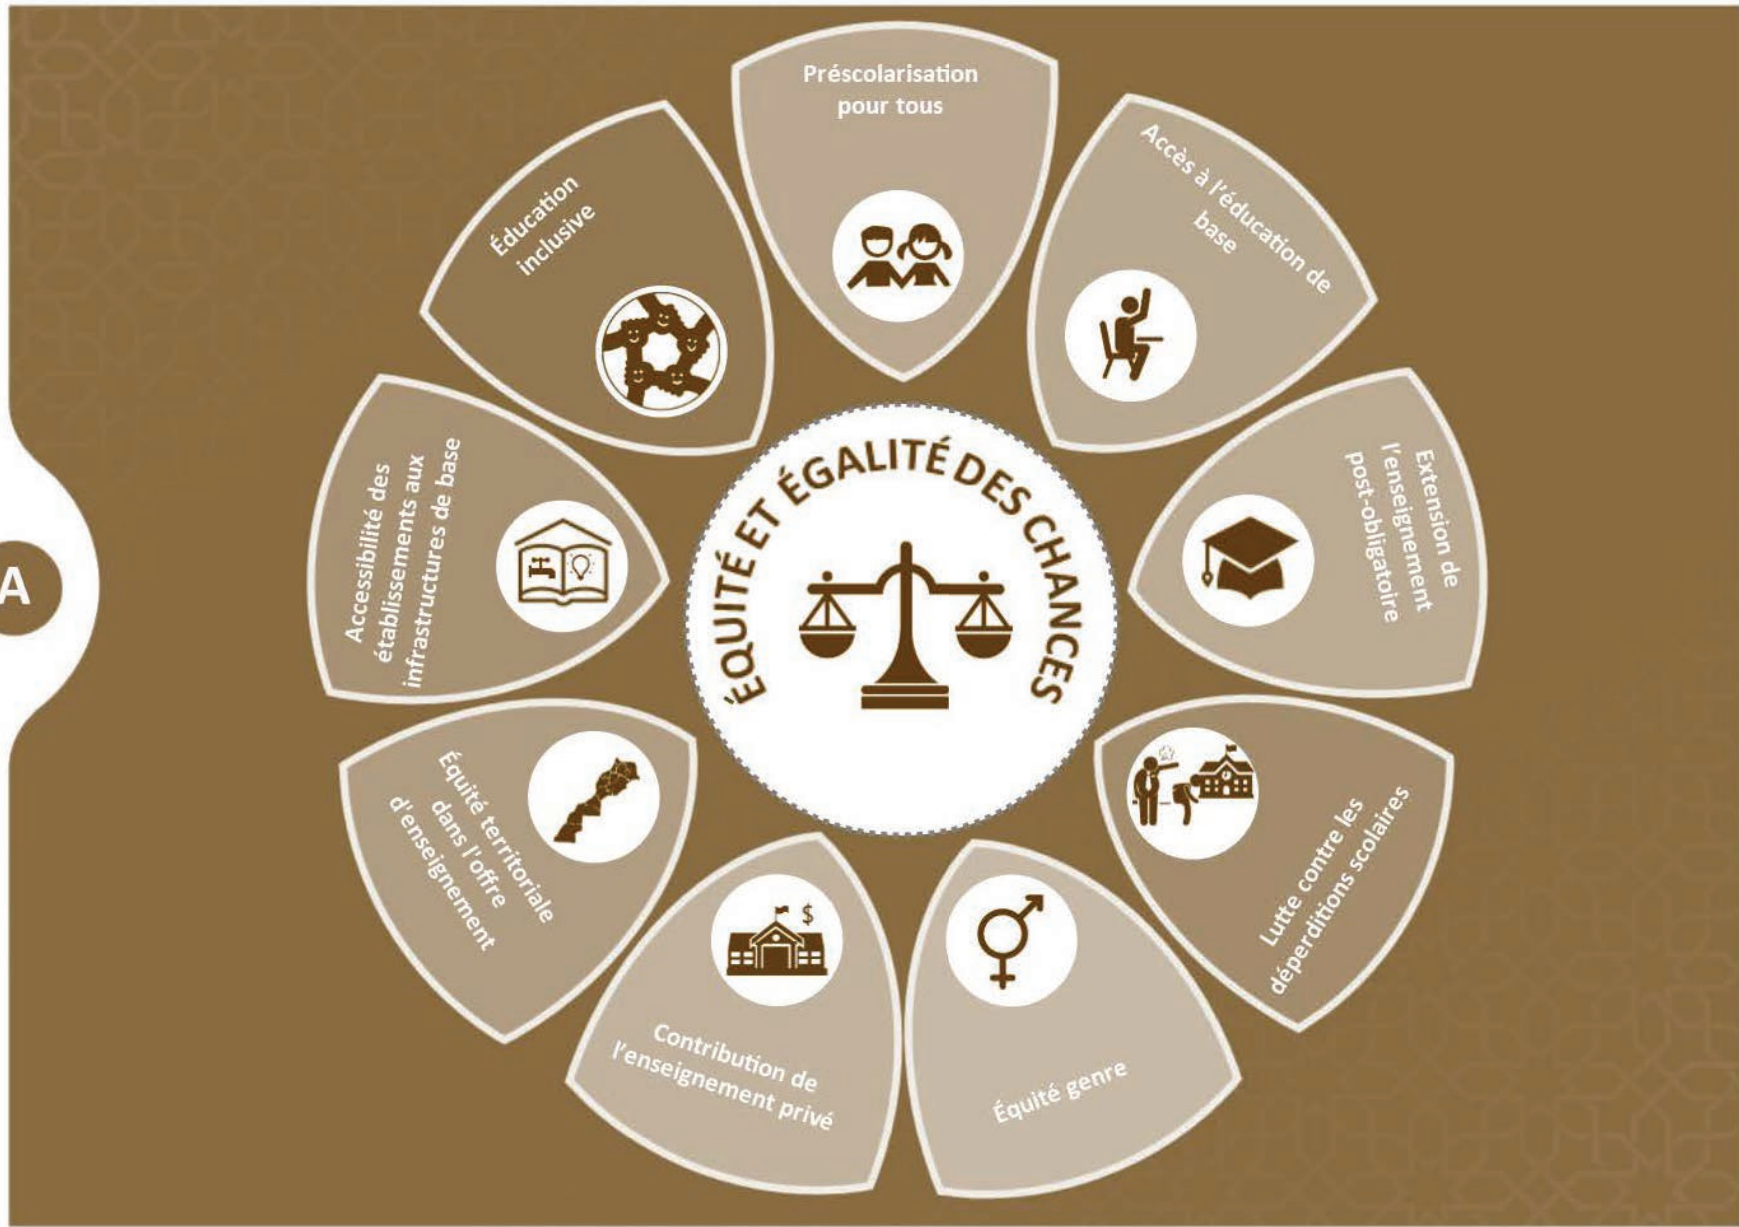 Préscolarisation
pour tous
Accès à l'éducation de
base
Extension de
l'enseignement
post-obligatoire
Lutte contre les
déperditions scolaires
Équité genre
Contribution de
l'enseignement privé
Équité territoriale
dans l'offre
d'enseignement
Accessibilité des
établissements aux
infrastructures de base
Éducation
inclusive
ÉQUITÉ ET ÉGALITÉ DES CHANCES
$
A